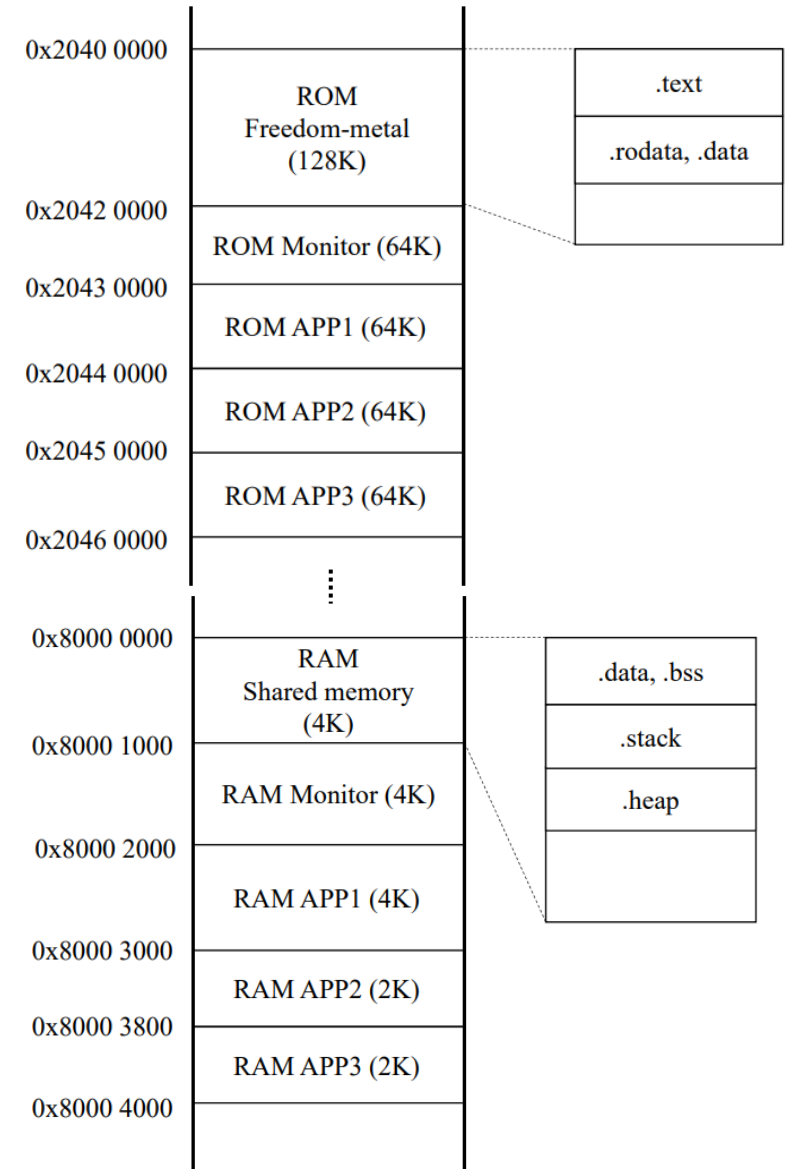 0x2040 0000
ROM
Freedom-metal
(128K)
.text
.rodata, .data
0x2042 0000
ROM Monitor (64K)
0x2043 0000
ROM APP1 (64K)
0x2044 0000
ROM APP2 (64K)
0x2045 0000
ROM APP3 (64K)
0x2046 0000
0x8000 0000
RAM
Shared memory
(4K)
.data, .bss
.stack
.heap
0x8000 1000
RAM Monitor (4K)
0x8000 2000
RAM APP1 (4K)
0x8000 3000
RAM APP2 (2K)
0x8000 3800
RAM APP3 (2K)
0x8000 4000